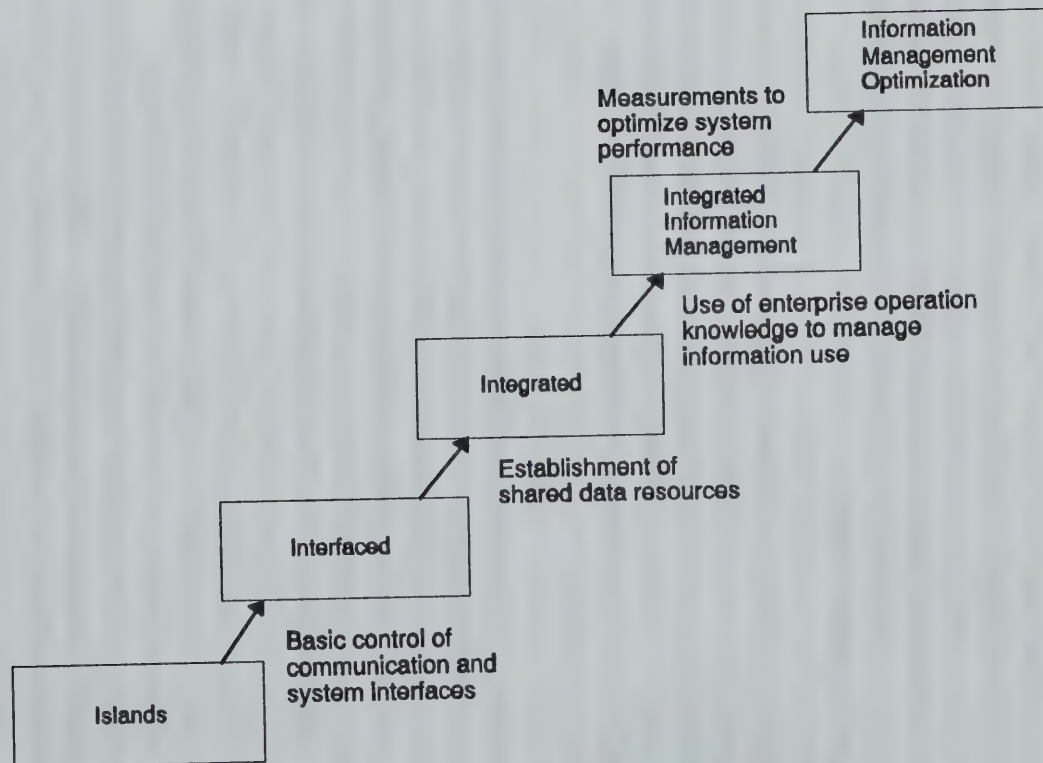 Information
Management
Optimization
Measurements to
optimize system
performance
Integrated
Information
Management
Use of enterprise operation
knowledge to manage
information use
Integrated
Establishment of
shared data resources
Interfaced
Basic control of
communication and
system interfaces
Islands